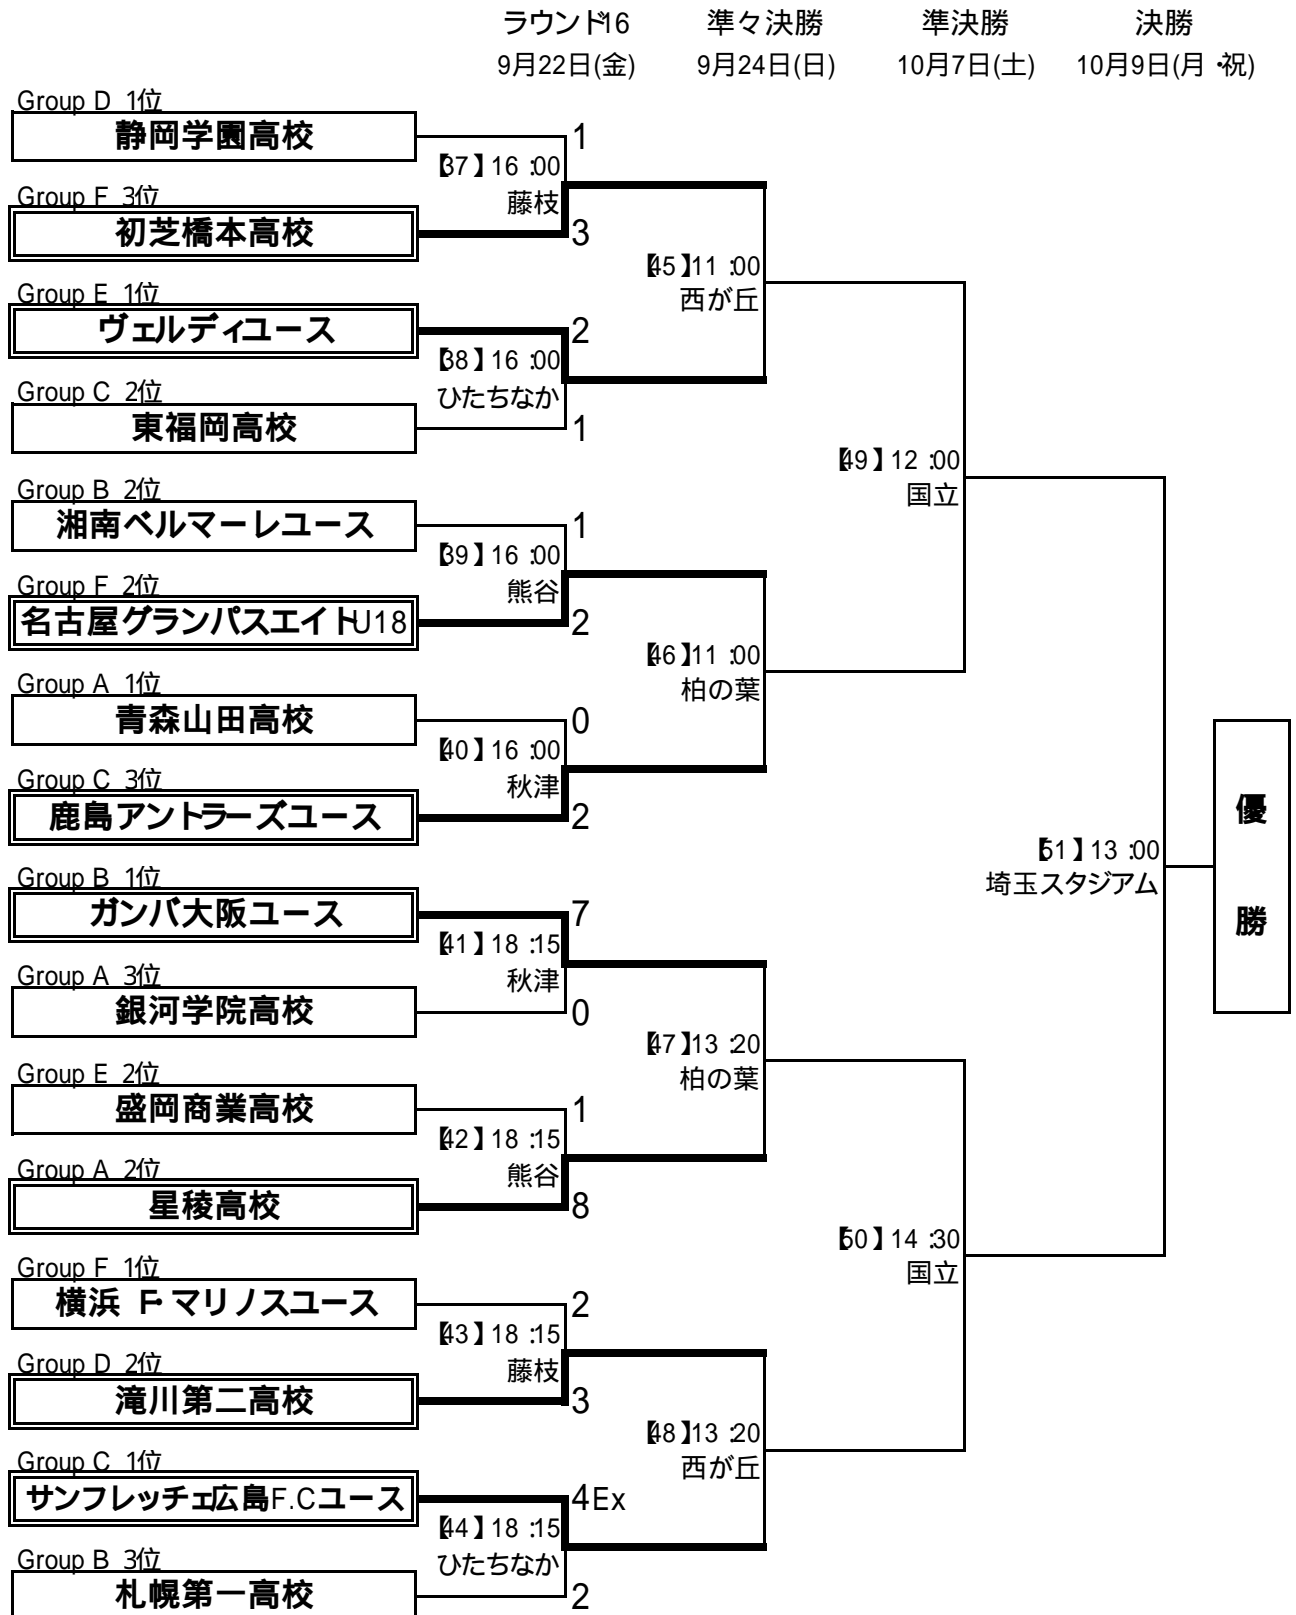 ラウンド16 準々決勝 準決勝 決勝
9月22日(金) 9月24日(日) 10月7日(土) 10月9日(月・祝)
Group D 1位
静岡学園高校
1
【37】16:00
藤枝
Group F 3位
初芝橋本高校
3
【45】11:00
西が丘
Group E 1位
ヴェルディユース
2
【38】16:00
ひたちなか
Group C 2位
東福岡高校
1
【49】12:00
国立
Group B 2位
湘南ベルマーレユース
1
【39】16:00
熊谷
Group F 2位
名古屋グランパスエイトU18
2
【46】11:00
柏の葉
Group A 1位
青森山田高校
0
【40】16:00
秋津
Group C 3位
鹿島アントラーズユース
2
【51】13:00
埼玉スタジアム
優勝
Group B 1位
ガンバ大阪ユース
7
【41】18:15
秋津
Group A 3位
銀河学院高校
0
【47】13:20
柏の葉
Group E 2位
盛岡商業高校
1
【42】18:15
熊谷
Group A 2位
星稜高校
8
【50】14:30
国立
Group F 1位
横浜F・マリノスユース
2
【43】18:15
藤枝
Group D 2位
滝川第二高校
3
【48】13:20
西が丘
Group C 1位
サンフレッチェ広島F.Cユース
4Ex
【44】18:15
ひたちなか
Group B 3位
札幌第一高校
2